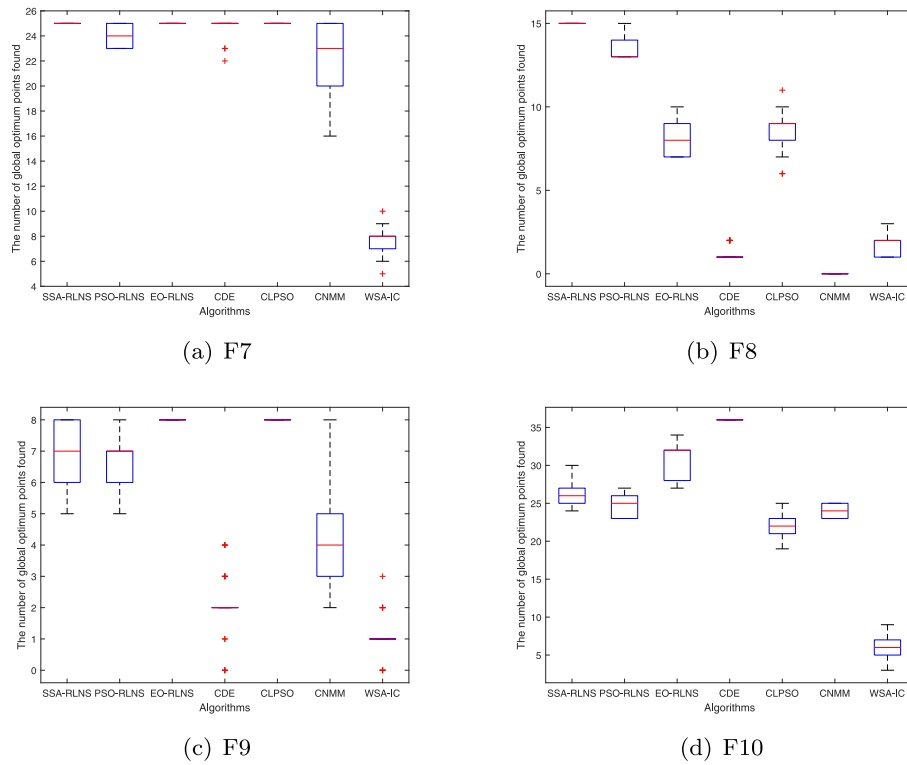 The number of global optimum points found
26
24
22
20
18
16
14
12
10
8
6
4
SSA-RLNS PSO-RLNS EO-RLNS CDE CLPSO CNMM WSA-IC
Algorithms
(a) F7
The number of global optimum points found
15
10
5
0
SSA-RLNS PSO-RLNS EO-RLNS CDE CLPSO CNMM WSA-IC
Algorithms
(b) F8
The number of global optimum points found
8
7
6
5
4
3
2
1
0
SSA-RLNS PSO-RLNS EO-RLNS CDE CLPSO CNMM WSA-IC
Algorithms
(c) F9
The number of global optimum points found
35
30
25
20
15
10
5
SSA-RLNS PSO-RLNS EO-RLNS CDE CLPSO CNMM WSA-IC
Algorithms
(d) F10